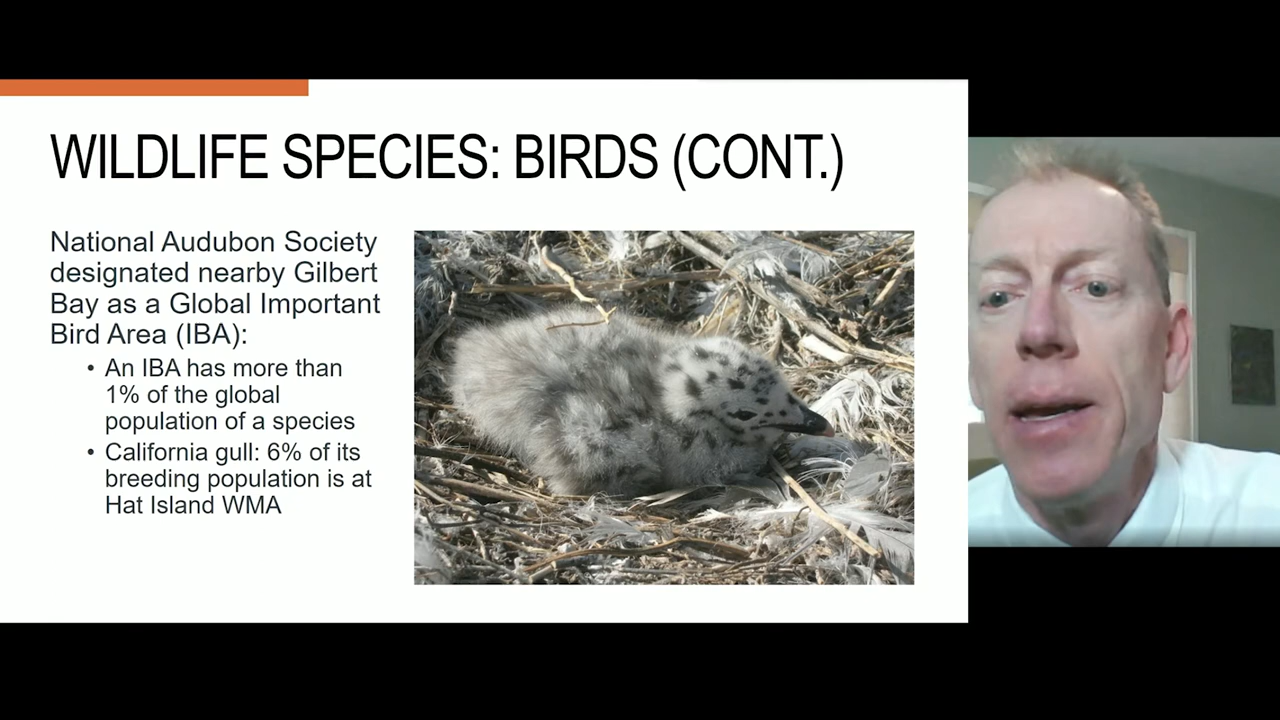 WILDLIFE SPECIES: BIRDS (CONT.)
National Audubon Society
designated nearby Gilbert
Bay as a Global Important
Bird Area (IBA):
• An IBA has more than
1% of the global
population of a species
• California gull: 6% of its
breeding population is at
Hat Island WMA